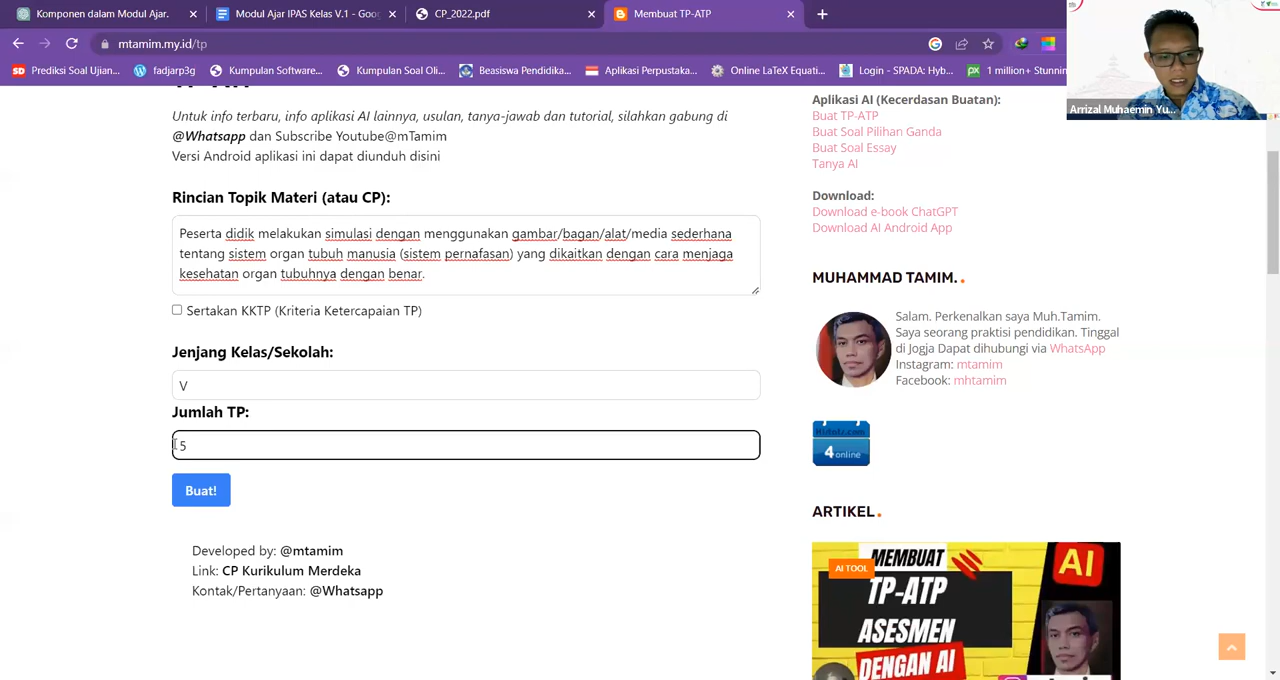 Komponen dalam Modul Ajar.
Modul Ajar IPAS Kelas V.1 - Goo
CP_2022.pdf
Membuat TP-ATP
mtamim.my.id/tp
Prediksi Soal Ujian...
fadjarp3g
Kumpulan Software...
Kumpulan Soal Oli...
Beasiswa Pendidika...
Aplikasi Perpustaka...
Online LaTeX Equati...
Login - SPADA: Hyb...
1 million+ Stunnin
Arrizal Muhaemin Yu...
Untuk info terbaru, info aplikasi AI lainnya, usulan, tanya-jawab dan tutorial, silahkan gabung di
@Whatsapp dan Subscribe Youtube@mTamim
Versi Android aplikasi ini dapat diunduh disini
Rincian Topik Materi (atau CP):
Peserta didik melakukan simulasi dengan menggunakan gambar/bagan/alat/media sederhana
tentang sistem organ tubuh manusia (sistem pernafasan) yang dikaitkan dengan cara menjaga
kesehatan organ tubuhnya dengan benar.
Sertakan KKTP (Kriteria Ketercapaian TP)
Jenjang Kelas/Sekolah:
V
Jumlah TP:
5
Buat!
Developed by: @mtamim
Link: CP Kurikulum Merdeka
Kontak/Pertanyaan: @Whatsapp
Aplikasi AI (Kecerdasan Buatan):
Buat TP-ATP
Buat Soal Pilihan Ganda
Buat Soal Essay
Tanya AI
Download:
Download e-book ChatGPT
Download AI Android App
MUHAMMAD TAMIM.
Salam. Perkenalkan saya Muh.Tamim.
Saya seorang praktisi pendidikan. Tinggal
di Jogja Dapat dihubungi via WhatsApp
Instagram: mtamim
Facebook: mhtamim
4 online
ARTIKEL
AI TOOL
MEMBUAT
TP-ATP
ASESMEN
DENGAN AI
AI